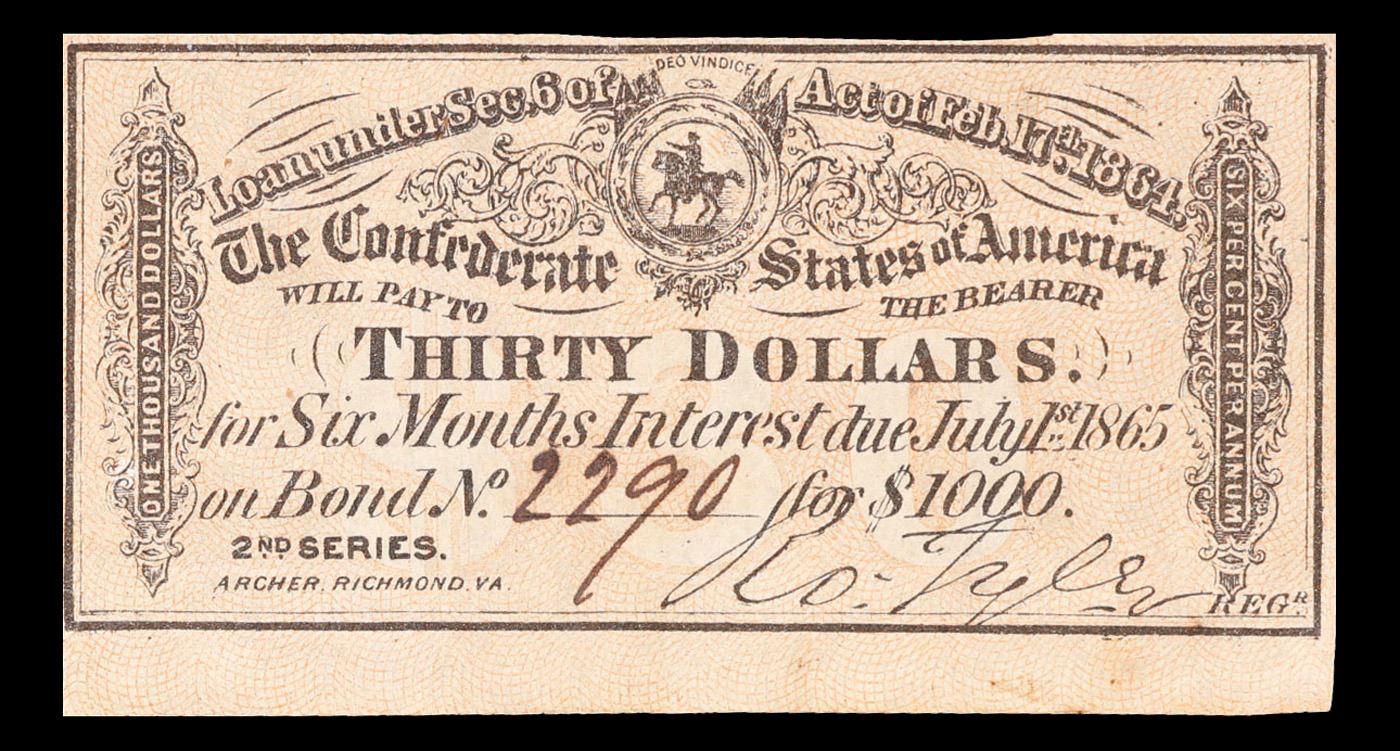 DEO VINDICE
Loan under Sec. 6 of Act of Feb. 17th 1864.
The Confederate States of America
WILL PAY TO THE BEARER
THIRTY DOLLARS.
for Six Months Interest due July 1st 1865
on Bond No. 2290 for $1000.
2ND SERIES.
Ro. Tyler REGR.
ARCHER, RICHMOND, VA.
ONE THOUSAND DOLLARS
SIX PER CENT PER ANNUM